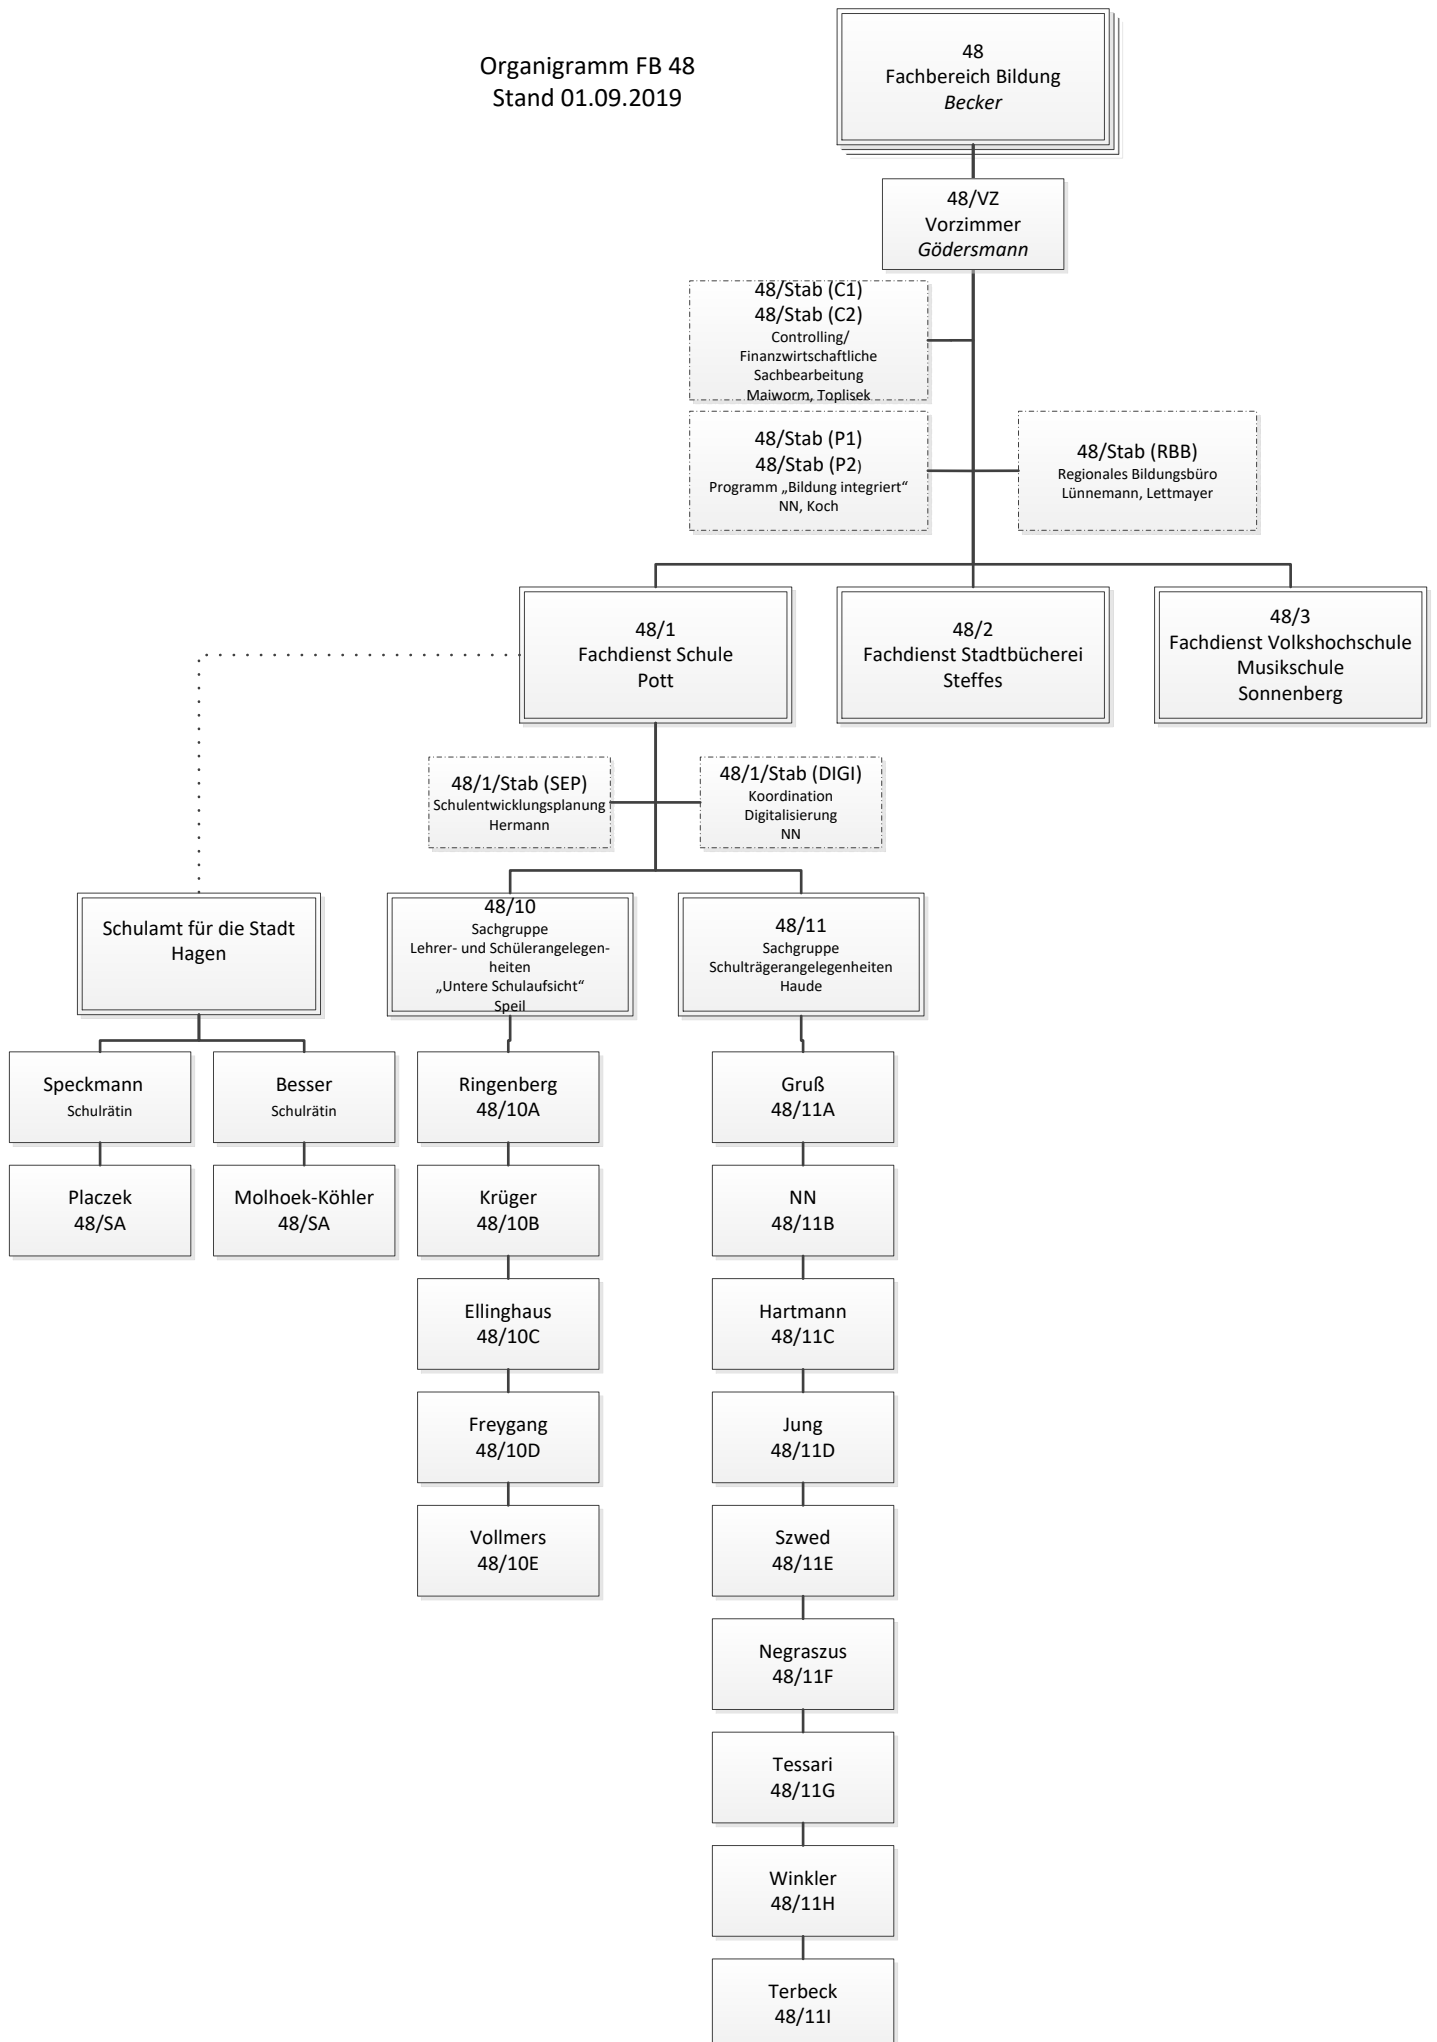 Organigramm FB 48
Stand 01.09.2019
48
Fachbereich Bildung
Becker
48/VZ
Vorzimmer
Gödersmann
48/Stab (C1)
48/Stab (C2)
Controlling/
Finanzwirtschaftliche
Sachbearbeitung
Maiworm, Toplisek
48/Stab (P1)
48/Stab (P2)
Programm „Bildung integriert“
NN, Koch
48/Stab (RBB)
Regionales Bildungsbüro
Lünnemann, Lettmayer
48/1
Fachdienst Schule
Pott
48/2
Fachdienst Stadtbücherei
Steffes
48/3
Fachdienst Volkshochschule
Musikschule
Sonnenberg
48/1/Stab (SEP)
Schulentwicklungsplanung
Hermann
48/1/Stab (DIGI)
Koordination
Digitalisierung
NN
Schulamt für die Stadt
Hagen
48/10
Sachgruppe
Lehrer- und Schülerangelegen-
heiten
„Untere Schulaufsicht“
Speil
48/11
Sachgruppe
Schulträgerangelegenheiten
Haude
Speckmann
Schulrätin
Besser
Schulrätin
Placzek
48/SA
Molhoek-Köhler
48/SA
Ringenberg
48/10A
Krüger
48/10B
Ellinghaus
48/10C
Freygang
48/10D
Vollmers
48/10E
Gruß
48/11A
NN
48/11B
Hartmann
48/11C
Jung
48/11D
Szwed
48/11E
Negraszus
48/11F
Tessari
48/11G
Winkler
48/11H
Terbeck
48/11I